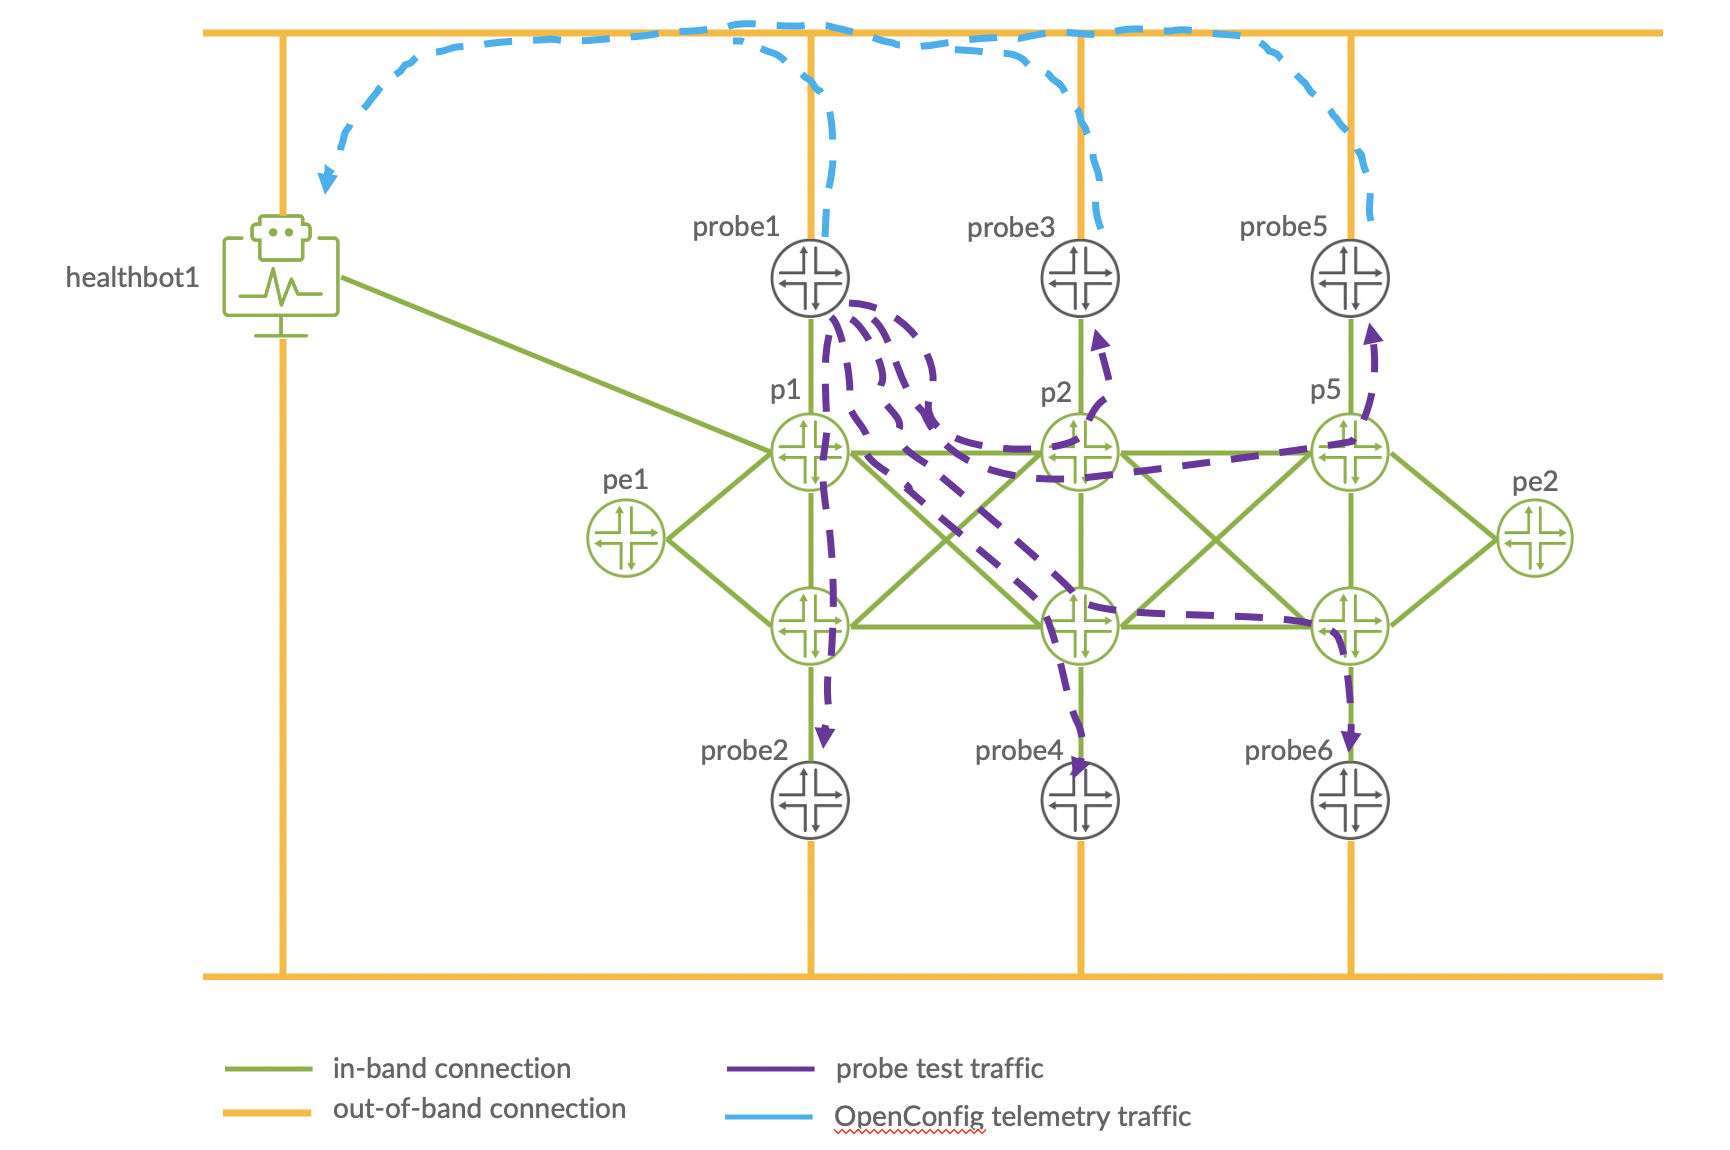 probe1
probe3
probe5
healthbot1
p1
p2
p5
pe1
pe2
probe2
probe4
probe6
in-band connection
probe test traffic
out-of-band connection
OpenConfig telemetry traffic